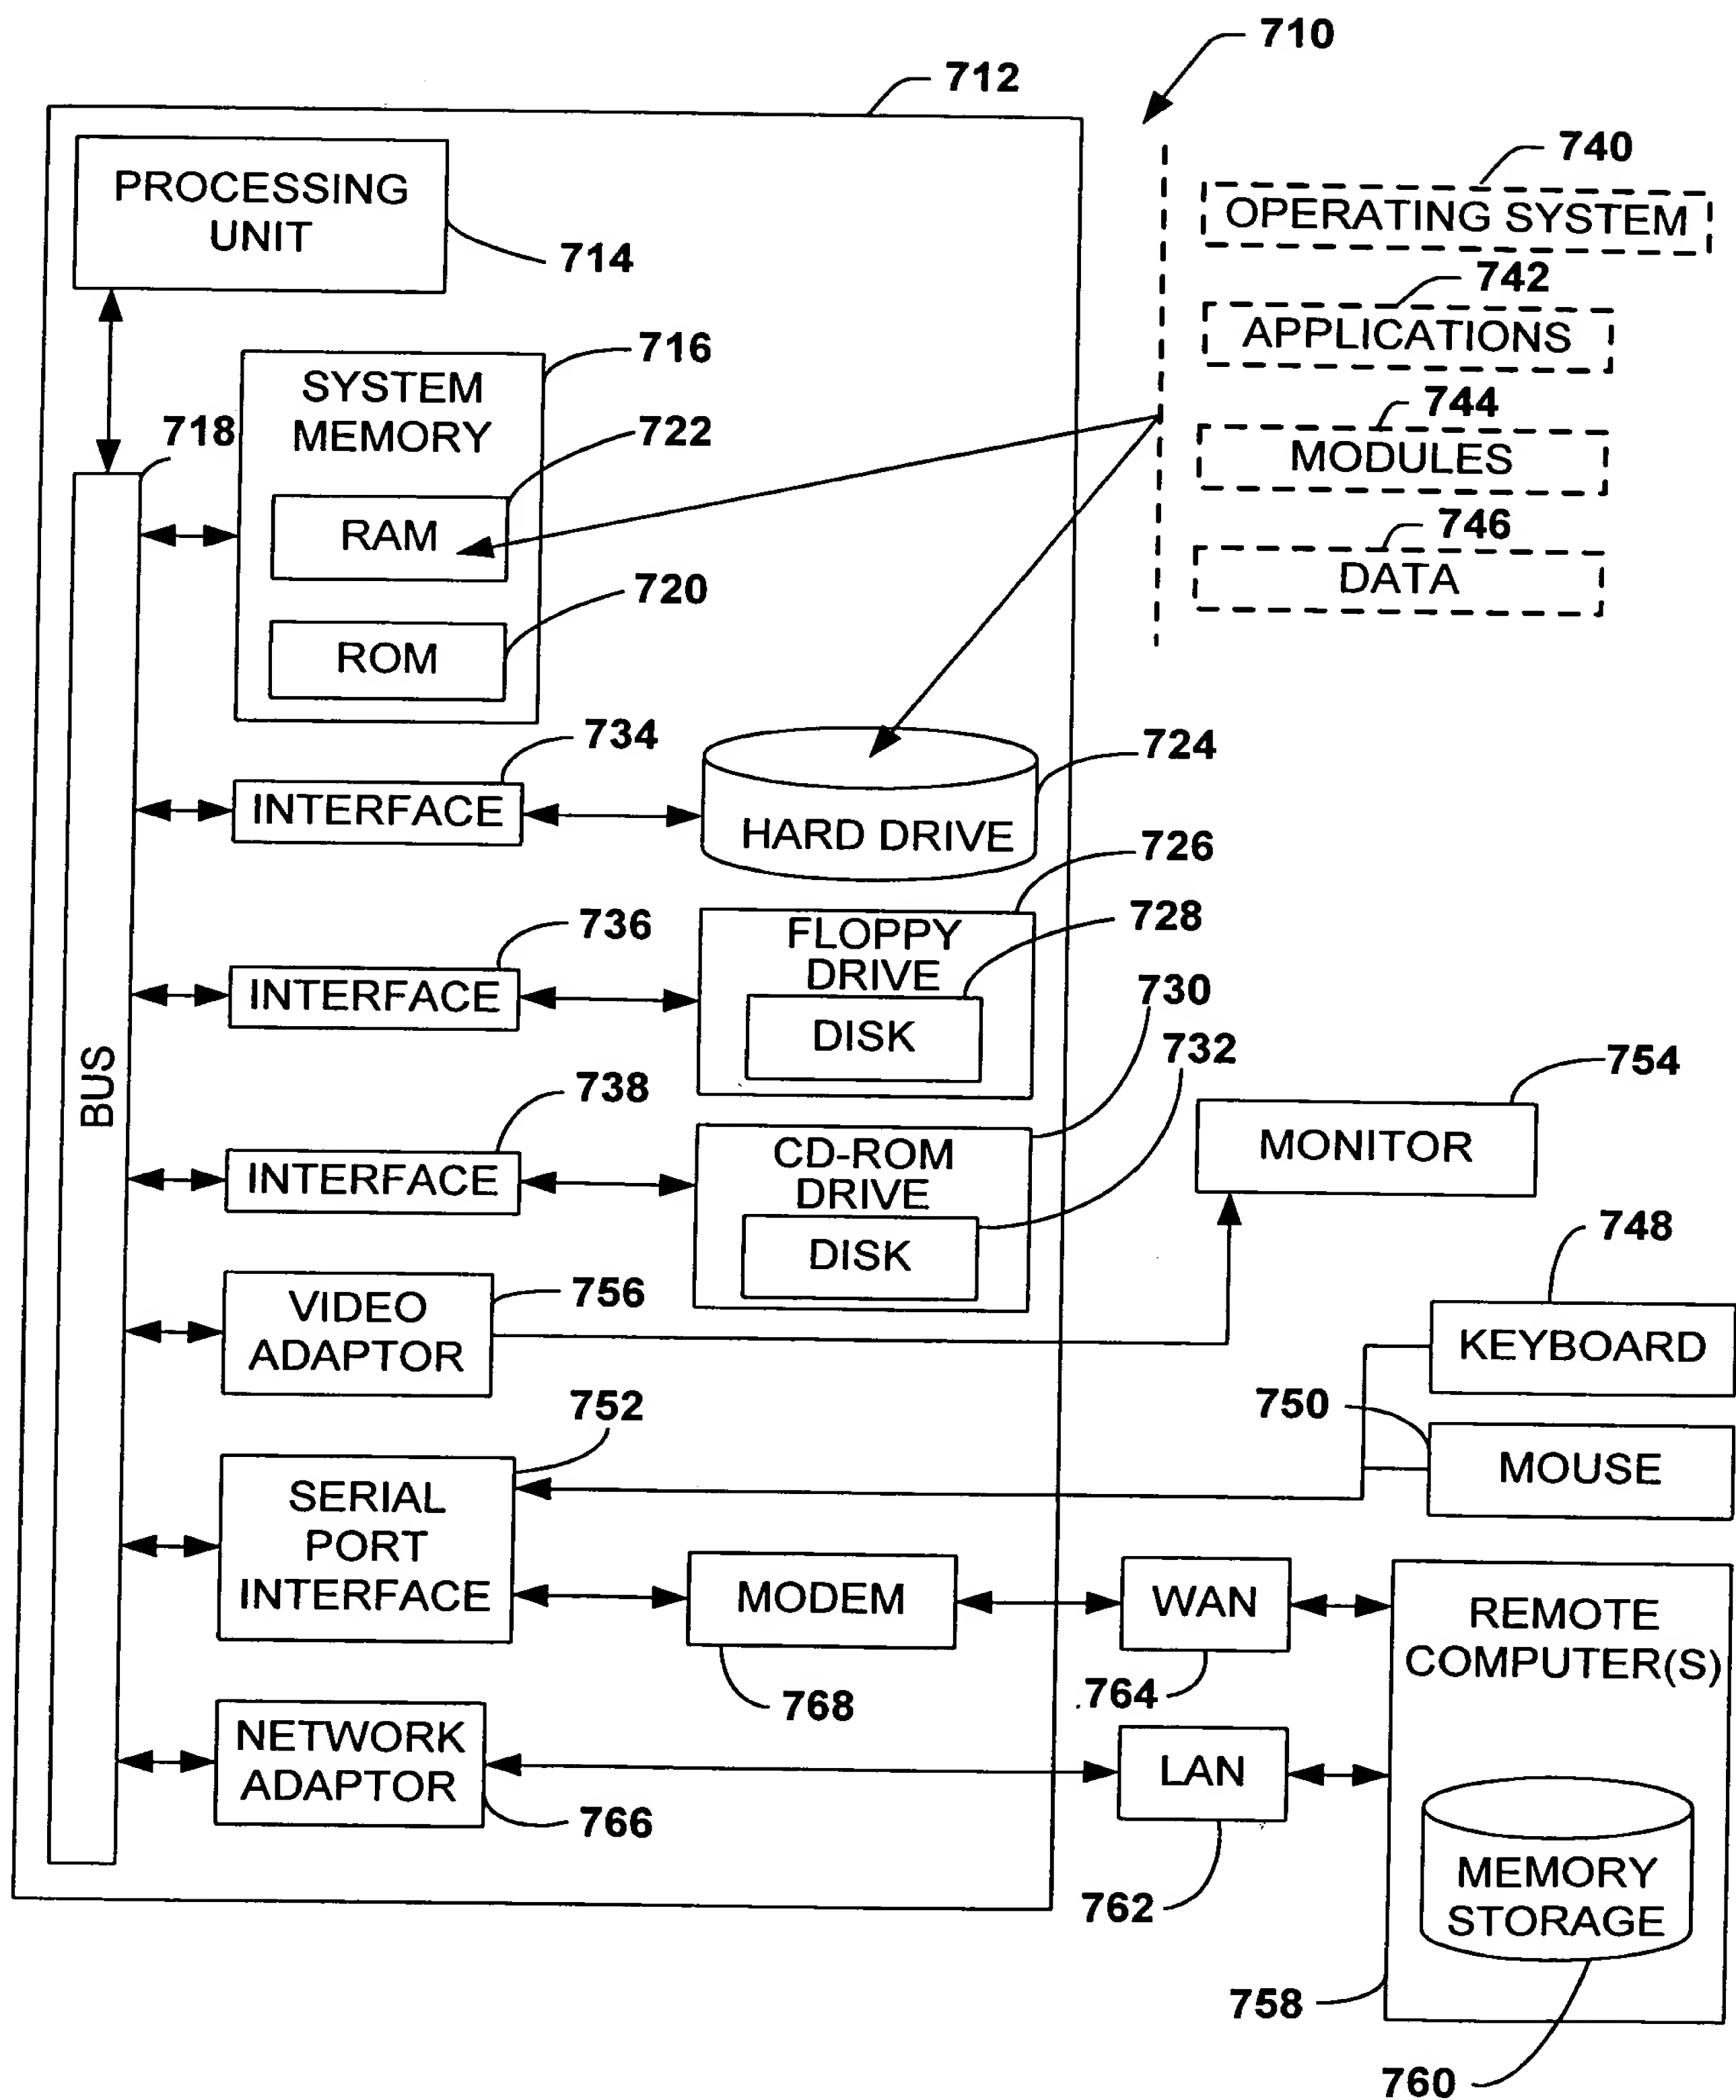 710
712
740
PROCESSING
UNIT
714
OPERATING SYSTEM
742
APPLICATIONS
716
SYSTEM
MEMORY
718
722
744
MODULES
RAM
746
DATA
720
ROM
734
724
INTERFACE
HARD DRIVE
726
736
FLOPPY
DRIVE
728
INTERFACE
730
DISK
732
754
BUS
738
MONITOR
INTERFACE
CD-ROM
DRIVE
748
DISK
756
VIDEO
ADAPTOR
KEYBOARD
752
750
MOUSE
SERIAL
PORT
INTERFACE
MODEM
WAN
REMOTE
COMPUTER(S)
768
764
NETWORK
ADAPTOR
LAN
766
762
MEMORY
STORAGE
758
760